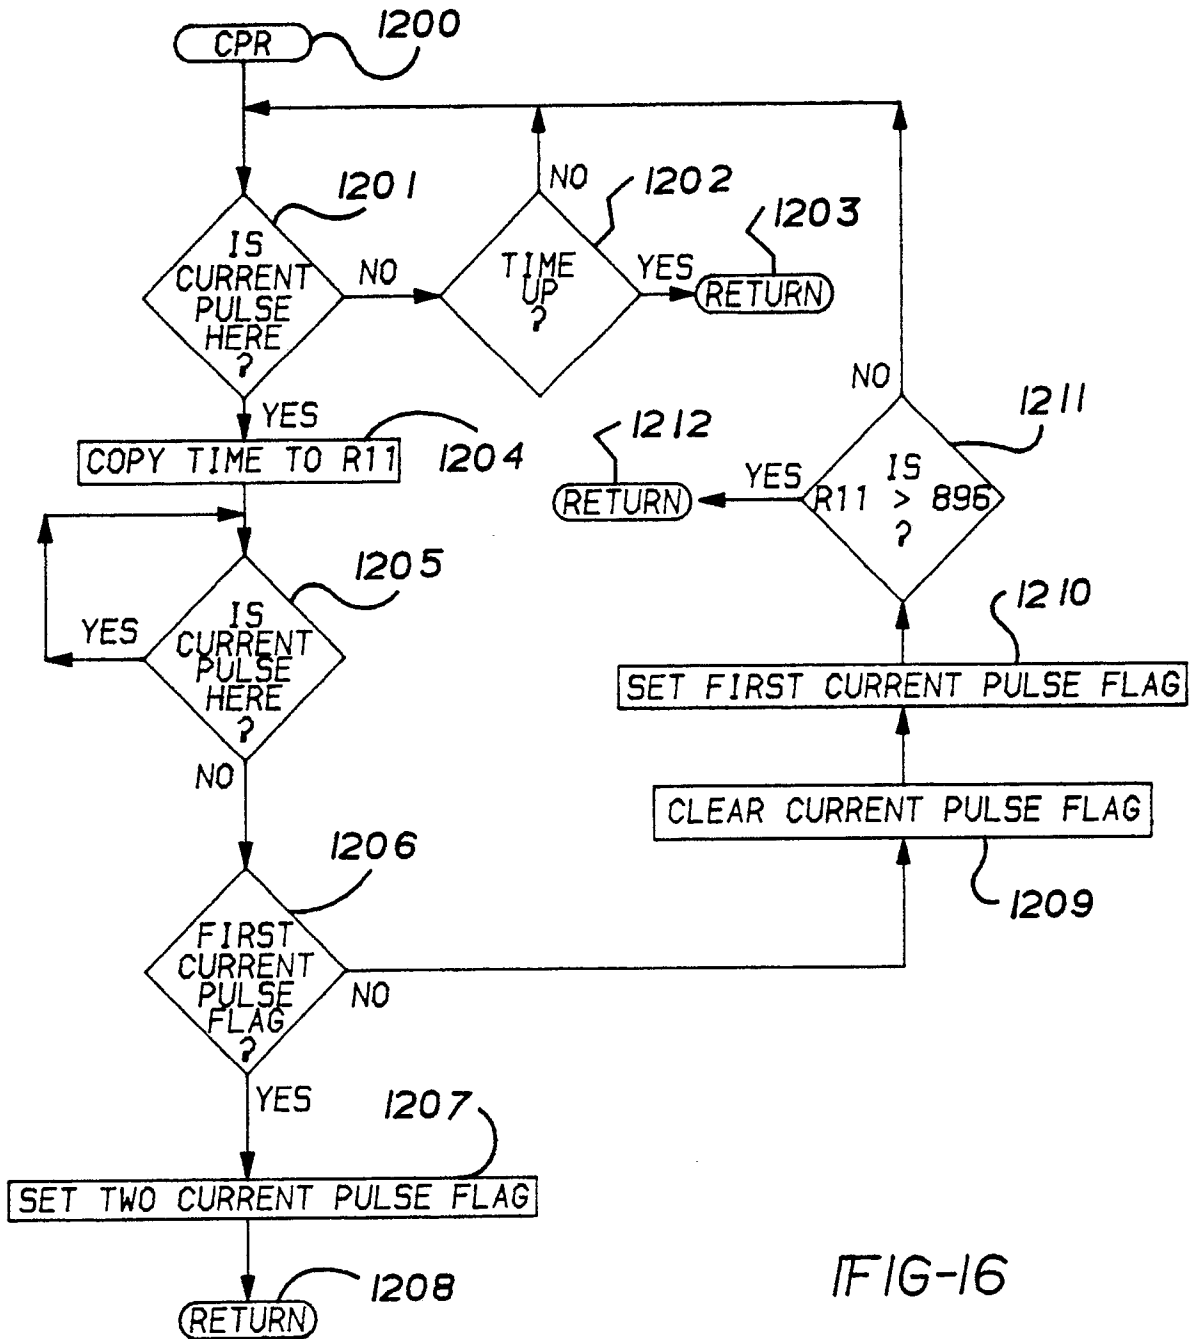 CPR
1200
1201
IS
CURRENT
PULSE
HERE
?
NO
1202
NO
TIME
UP
?
YES
1203
RETURN
YES
COPY TIME TO R11
1204
1205
IS
CURRENT
PULSE
HERE
?
YES
NO
1206
FIRST
CURRENT
PULSE
FLAG
?
NO
YES
1207
SET TWO CURRENT PULSE FLAG
1208
RETURN
NO
1211
IS
R11 > 896
?
YES
1212
RETURN
1210
SET FIRST CURRENT PULSE FLAG
CLEAR CURRENT PULSE FLAG
1209
FIG-16